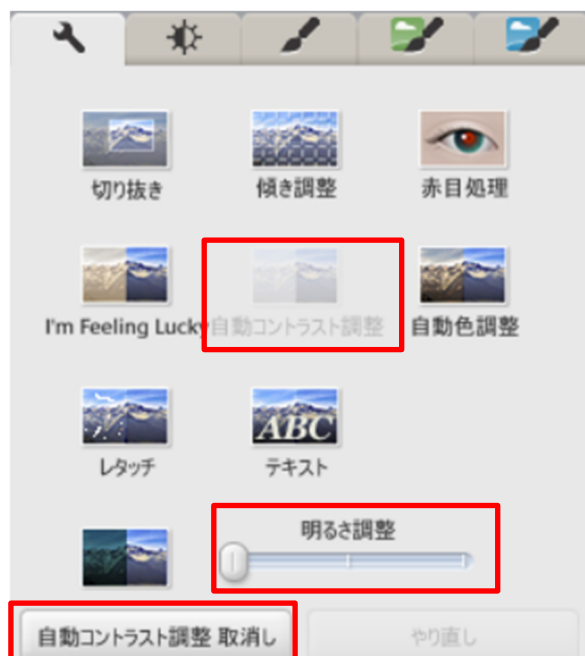 切り抜き
傾き調整
赤目処理
I'm Feeling Lucky
自動コントラスト調整
自動色調整
レタッチ
ABC
テキスト
明るさ調整
自動コントラスト調整 取消し
やり直し